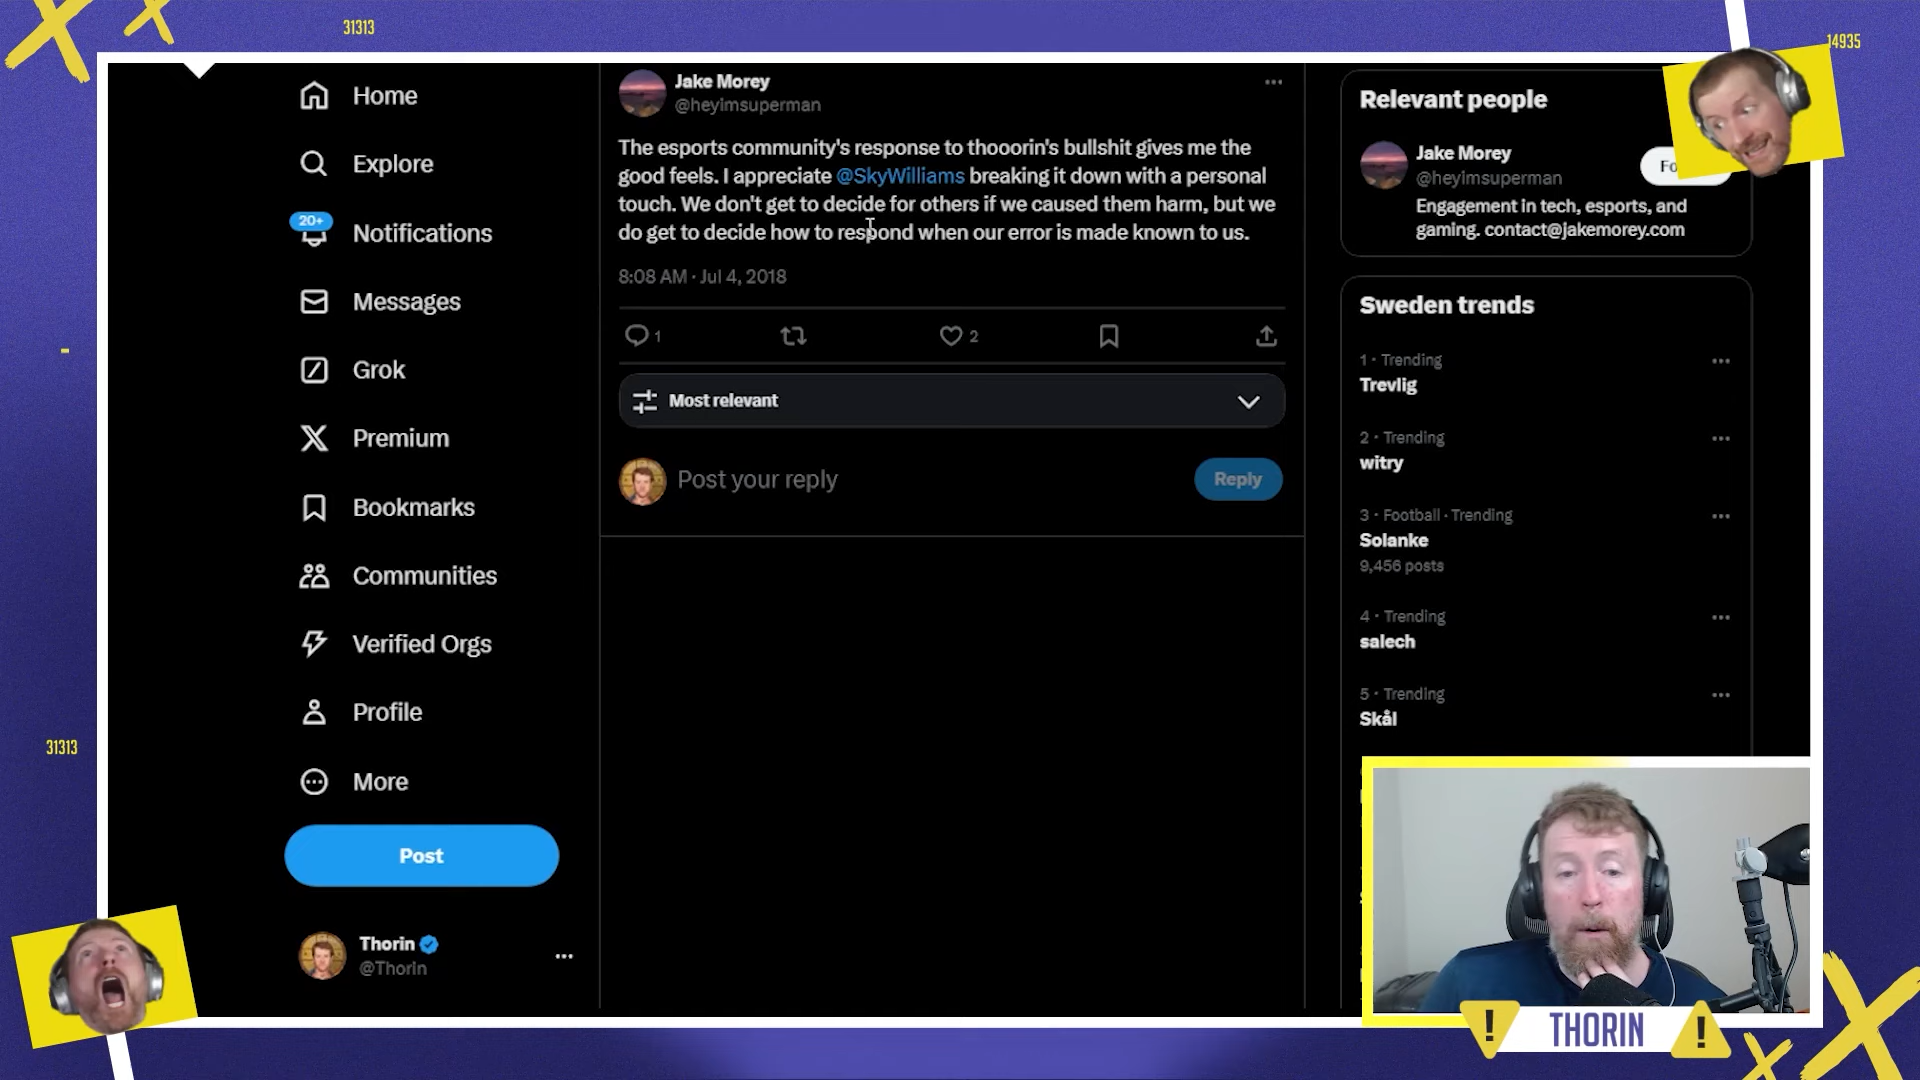 31313
14935
31313
Home
Explore
20+
Notifications
Messages
Grok
Premium
Bookmarks
Communities
Verified Orgs
Profile
More
Post
Thorin
@Thorin
Jake Morey
@heyimsuperman
The esports community's response to thooorin's bullshit gives me the
good feels. I appreciate @SkyWilliams breaking it down with a personal
touch. We don't get to decide for others if we caused them harm, but we
do get to decide how to respond when our error is made known to us.
8:08 AM · Jul 4, 2018
1
2
Most relevant
Post your reply
Reply
Relevant people
Jake Morey
@heyimsuperman
Fo
Engagement in tech, esports, and
gaming. contact@jakemorey.com
Sweden trends
1 · Trending
Trevlig
2 · Trending
witry
3 · Football · Trending
Solanke
9,456 posts
4 · Trending
salech
5 · Trending
Skål
THORIN